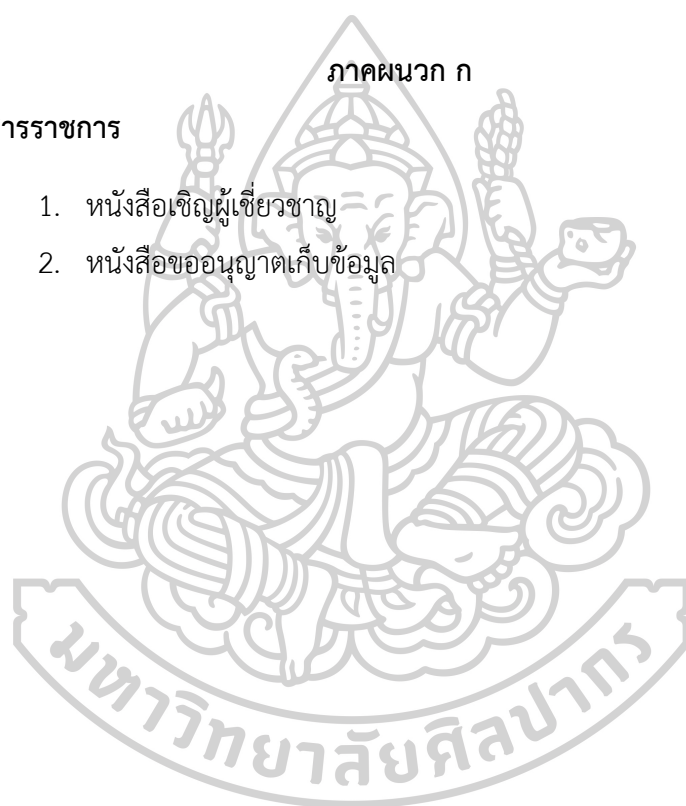 ภาคผนวก ก
ารราชการ
1. หนังสือเชิญผู้เชี่ยวชาญ
2. หนังสือขออนุญาตเก็บข้อมูล
มหาวิทยาลัยศิลปากร